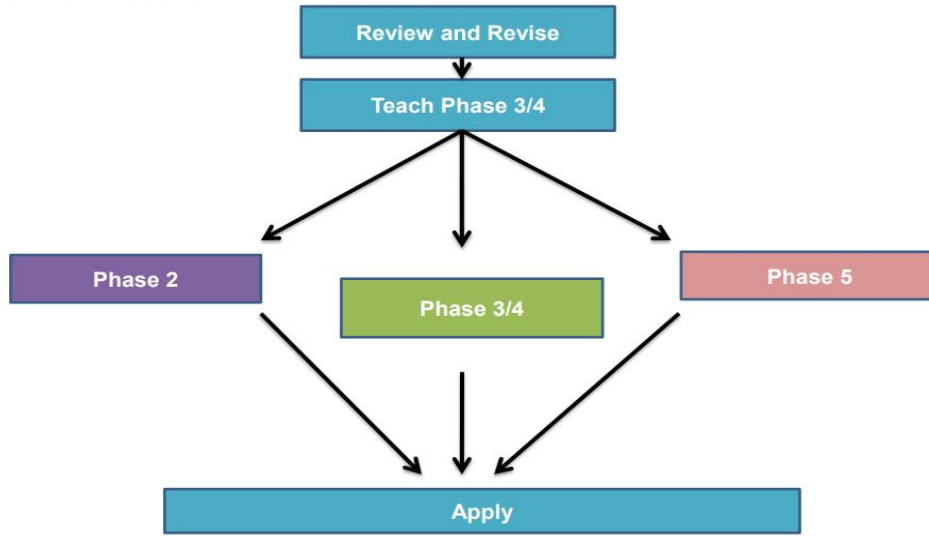 Review and Revise
Teach Phase 3/4
Phase 2
Phase 3/4
Phase 5
Apply